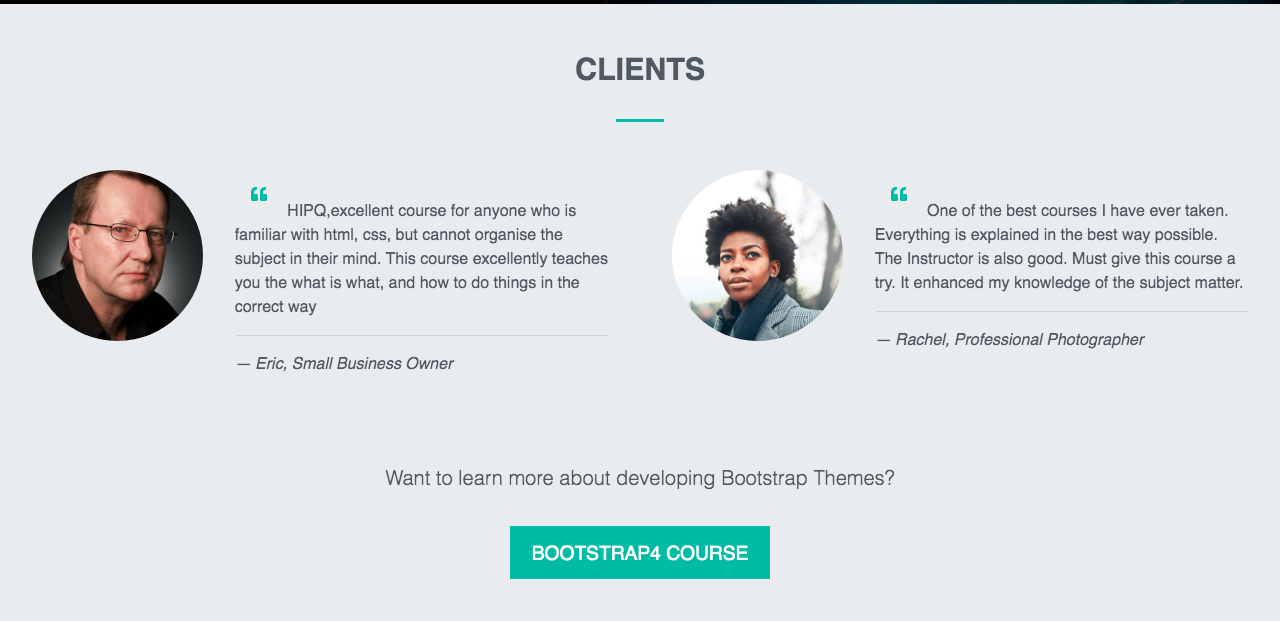 CLIENTS
“ HIPQ,excellent course for anyone who is
familiar with html, css, but cannot organise the
subject in their mind. This course excellently teaches
you the what is what, and how to do things in the
correct way
— Eric, Small Business Owner
“ One of the best courses I have ever taken.
Everything is explained in the best way possible.
The Instructor is also good. Must give this course a
try. It enhanced my knowledge of the subject matter.
— Rachel, Professional Photographer
Want to learn more about developing Bootstrap Themes?
BOOTSTRAP4 COURSE